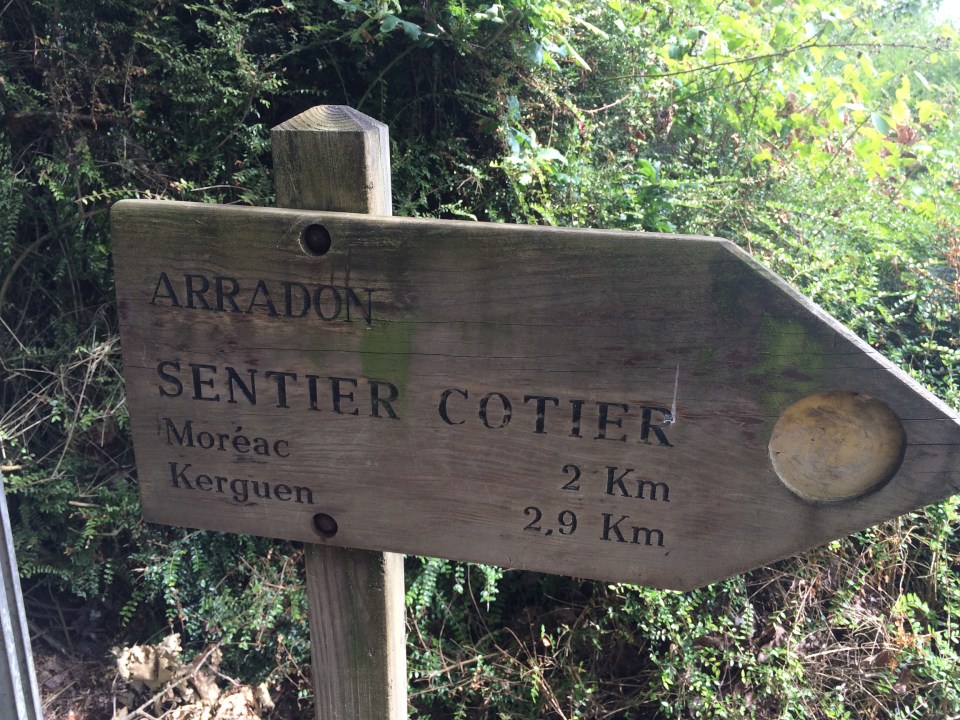 ARRADON
SENTIER COTIER
Moréac 2 Km
Kerguen 2,9 Km